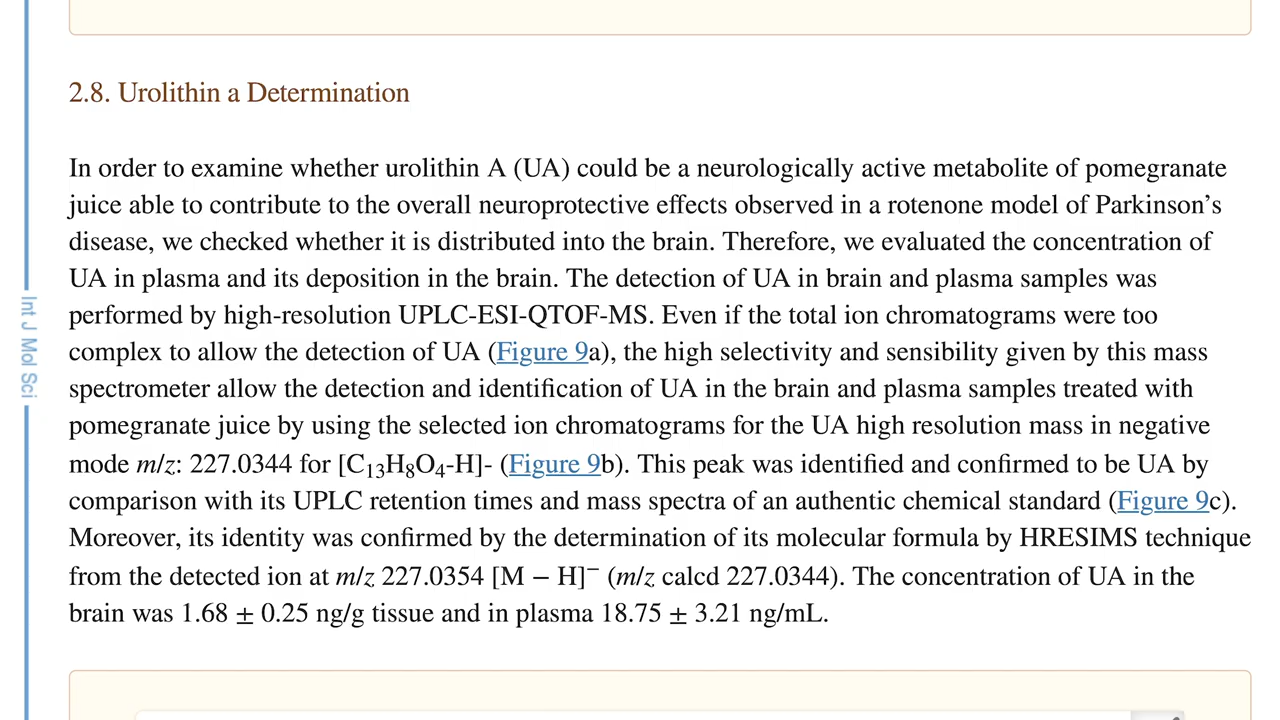 Int J Mol Sci
2.8. Urolithin a Determination
In order to examine whether urolithin A (UA) could be a neurologically active metabolite of pomegranate
juice able to contribute to the overall neuroprotective effects observed in a rotenone model of Parkinson’s
disease, we checked whether it is distributed into the brain. Therefore, we evaluated the concentration of
UA in plasma and its deposition in the brain. The detection of UA in brain and plasma samples was
performed by high-resolution UPLC-ESI-QTOF-MS. Even if the total ion chromatograms were too
complex to allow the detection of UA (Figure 9a), the high selectivity and sensibility given by this mass
spectrometer allow the detection and identification of UA in the brain and plasma samples treated with
pomegranate juice by using the selected ion chromatograms for the UA high resolution mass in negative
mode m/z: 227.0344 for [C₁₃H₈O₄-H]- (Figure 9b). This peak was identified and confirmed to be UA by
comparison with its UPLC retention times and mass spectra of an authentic chemical standard (Figure 9c).
Moreover, its identity was confirmed by the determination of its molecular formula by HRESIMS technique
from the detected ion at m/z 227.0354 [M − H]⁻ (m/z calcd 227.0344). The concentration of UA in the
brain was 1.68 ± 0.25 ng/g tissue and in plasma 18.75 ± 3.21 ng/mL.